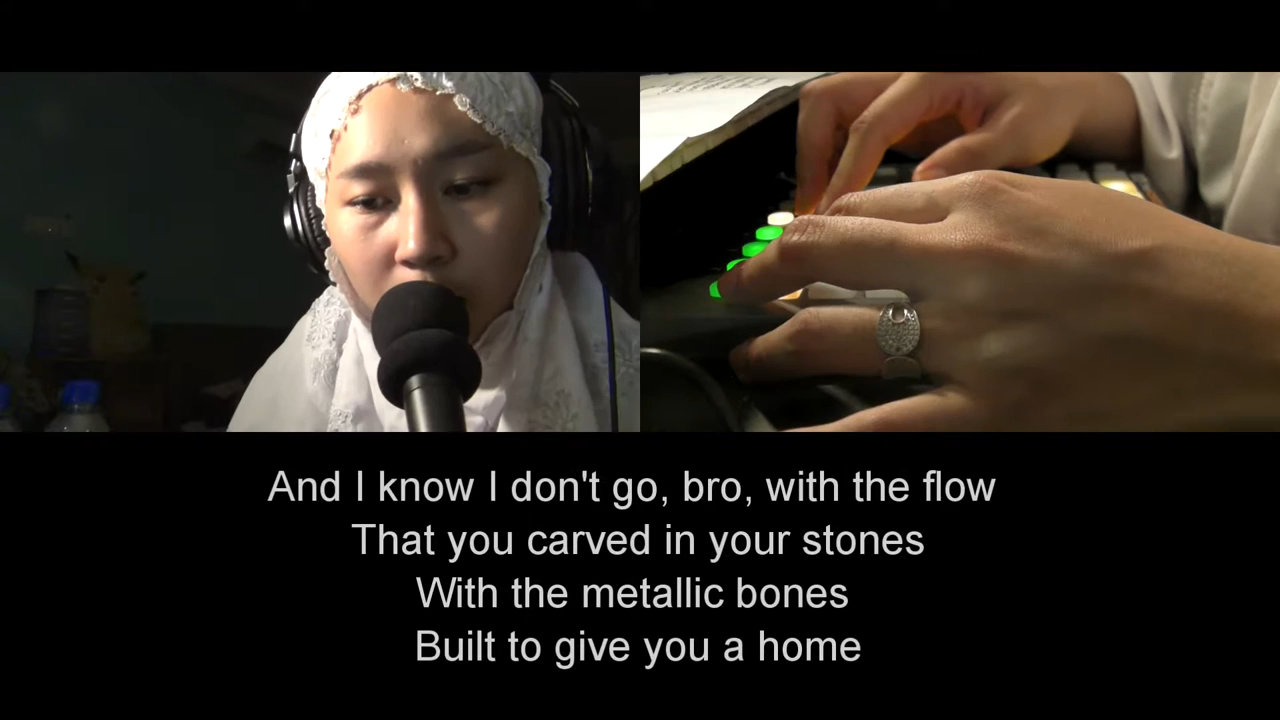 And I know I don't go, bro, with the flow
That you carved in your stones
With the metallic bones
Built to give you a home